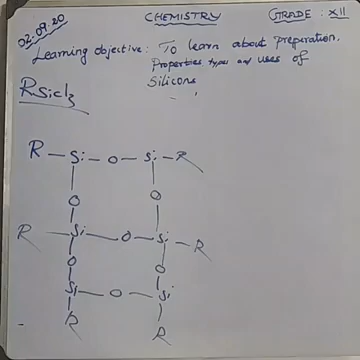 02.09.20
CHEMISTRY
GRADE : XII
Learning objective : To learn about preparation,
Properties types and uses of
Silicons
RSiCl3
R - Si - O - Si - R
O O
R - Si - O - Si - R
O O
Si - O - Si
R R